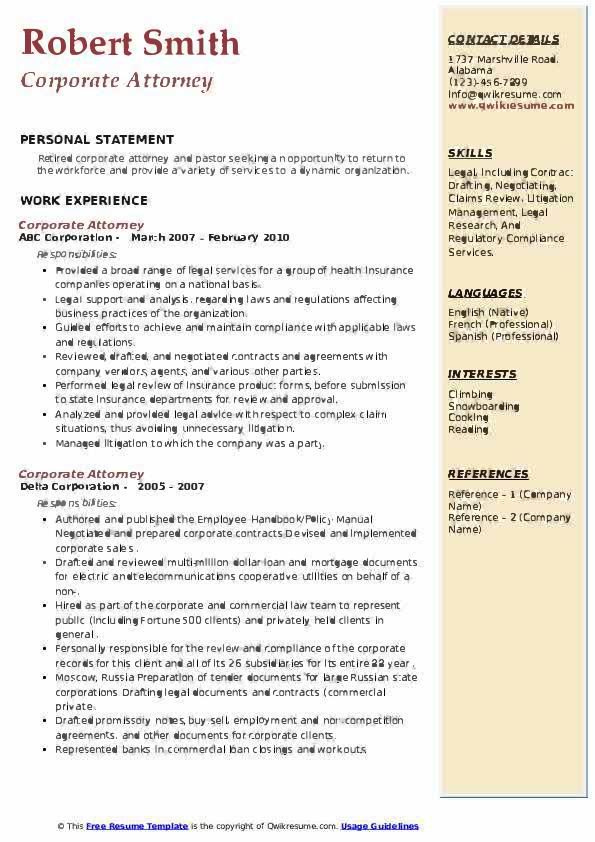 Robert Smith
Corporate Attorney
PERSONAL STATEMENT
Retired corporate attorney and pastor seeking an opportunity to return to
the workforce and provide a variety of services to a dynamic organization.
WORK EXPERIENCE
Corporate Attorney
ABC Corporation - March 2007 – February 2010
Responsibilities:
• Provided a broad range of legal services for a group of health insurance
companies operating on a national basis.
• Legal support and analysis, regarding laws and regulations affecting
business practices of the organization.
• Guided efforts to achieve and maintain compliance with applicable laws
and regulations.
• Reviewed, drafted, and negotiated contracts and agreements with
company vendors, agents, and various other parties.
• Performed legal review of insurance product forms, before submission
to state insurance departments for review and approval.
• Analyzed and provided legal advice with respect to complex claim
situations, thus avoiding unnecessary litigation.
• Managed litigation to which the company was a party.
Corporate Attorney
Delta Corporation - 2005 – 2007
Responsibilities:
• Authored and published the Employee Handbook/Policy Manual
Negotiated and prepared corporate contracts Devised and implemented
corporate sales.
• Drafted and reviewed multi-million dollar loan and mortgage documents
for electric and telecommunications cooperative utilities on behalf of a
non-.
• Hired as part of the corporate and commercial law team to represent
public (including Fortune 500 clients) and privately held clients in
general.
• Personally responsible for the review and compliance of the corporate
records for this client and all of its 26 subsidiaries for its entire year.
• Moscow, Russia Preparation of tender documents for large Russian state
corporations Drafting legal documents and contracts (commercial
private.
• Drafted promissory notes, buy-sell, employment and non-competition
agreements, and other documents for corporate clients.
• Represented banks in commercial loan closings and workouts.
CONTACT DETAILS
1737 Marshville Road,
Alabama
(123)-456-7899
info@qwikresume.com
www.qwikresume.com
SKILLS
Legal, Including Contract
Drafting, Negotiating,
Claims Review, Litigation
Management, Legal
Research, And
Regulatory Compliance
Services.
LANGUAGES
English (Native)
French (Professional)
Spanish (Professional)
INTERESTS
Climbing
Snowboarding
Cooking
Reading
REFERENCES
Reference – 1 (Company
Name)
Reference – 2 (Company
Name)
© This Free Resume Template is the copyright of Qwikresume.com. Usage Guidelines